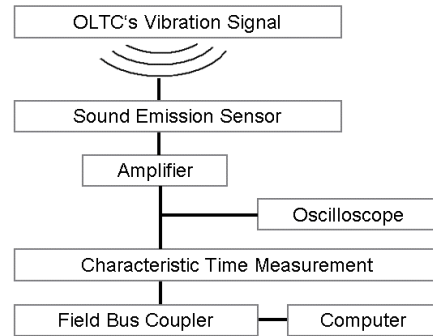 OLTC‘s Vibration Signal
Sound Emission Sensor
Amplifier
Oscilloscope
Characteristic Time Measurement
Field Bus Coupler
Computer